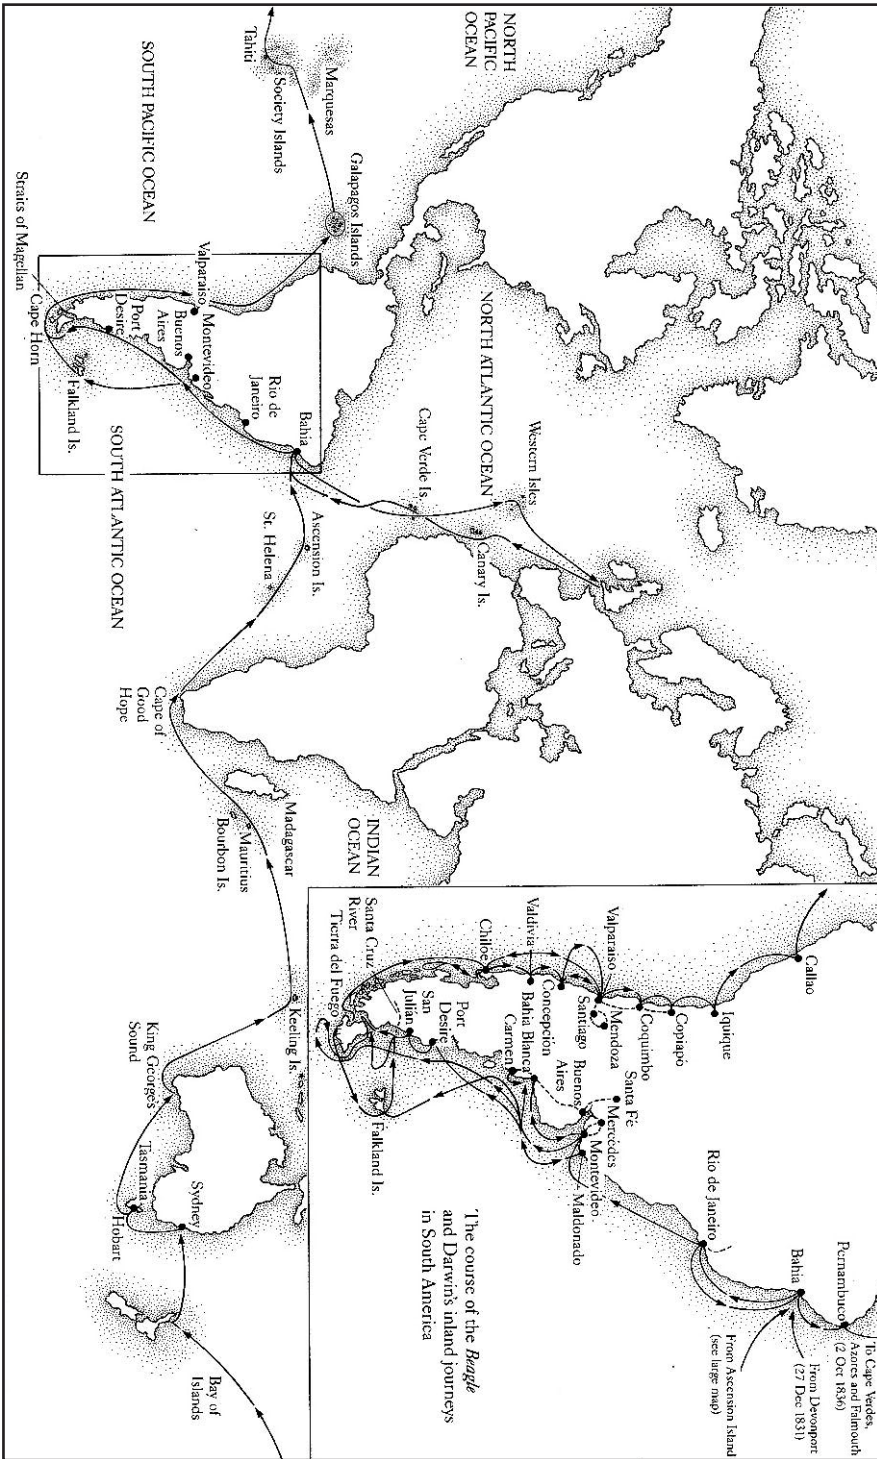 NORTH
PACIFIC
OCEAN
SOUTH PACIFIC OCEAN
Tahiti
Society Islands
Marquesas
Galapagos Islands
Straits of Magellan
Cape Horn
Valparaiso
Montevideo
Buenos
Aires
Port
Desire
Falkland Is.
Rio de
Janeiro
Bahia
NORTH ATLANTIC OCEAN
SOUTH ATLANTIC OCEAN
Western Isles
Cape Verde Is.
Canary Is.
Ascension Is.
St. Helena
Cape of
Good
Hope
INDIAN
OCEAN
Madagascar
Mauritius
Bourbon Is.
Keeling Is.
King Georges
Sound
Tasmania
Hobart
Sydney
Bay of
Islands
Callao
Iquique
Copiapó
Coquimbo
Mendoza
Santiago
Valparaiso
Concepción
Valdivia
Chiloe
Bahia Blanca
Carmen
Port
Desire
San
Julián
Santa Cruz
River
Tierra del Fuego
Falkland Is.
Santa Fé
Mercédes
Buenos
Aires
Montevideo
Maldonado
Rio de Janeiro
Bahia
Pernambuco
To Cape Verdes,
Azores and Falmouth
(2 Oct 1836)
From Devonport
(27 Dec 1831)
From Ascension Island
(see large map)
The course of the Beagle
and Darwin's inland journeys
in South America